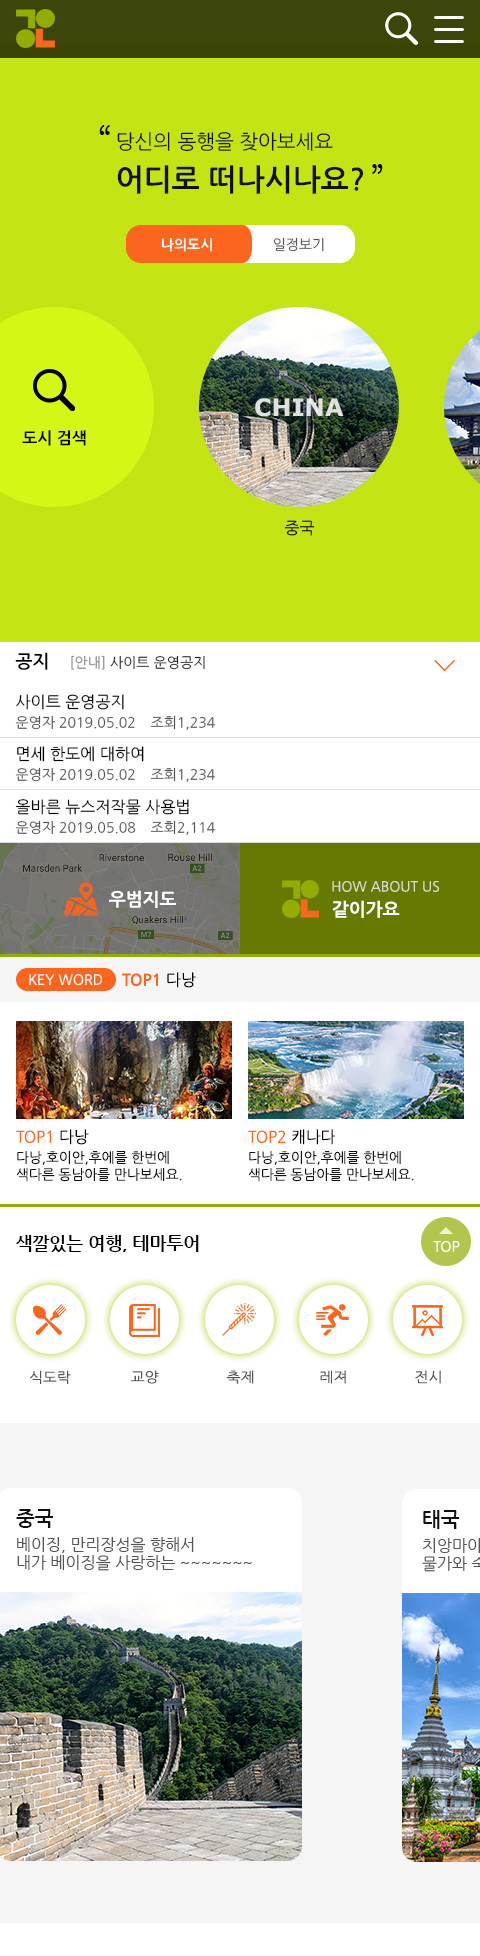 “ 당신의 동행을 찾아보세요
어디로 떠나시나요? ”
나의도시 일정보기
CHINA
도시 검색
중국
공지 [안내] 사이트 운영공지
사이트 운영공지
운영자 2019.05.02 조회1,234
면세 한도에 대하여
운영자 2019.05.02 조회1,234
올바른 뉴스저작물 사용법
운영자 2019.05.08 조회2,114
Riverstone Rouse Hill
Marsden Park A2
우범지도
Quakers Hill
M7 A2
HOW ABOUT US
같이가요
KEY WORD TOP1 다낭
TOP1 다낭
다낭,호이안,후에를 한번에
색다른 동남아를 만나보세요.
TOP2 캐나다
다낭,호이안,후에를 한번에
색다른 동남아를 만나보세요.
TOP
색깔있는 여행, 테마투어
식도락 교양 축제 레져 전시
중국
베이징, 만리장성을 향해서
내가 베이징을 사랑하는 ~~~~~~~
태국
치앙마이
물가와